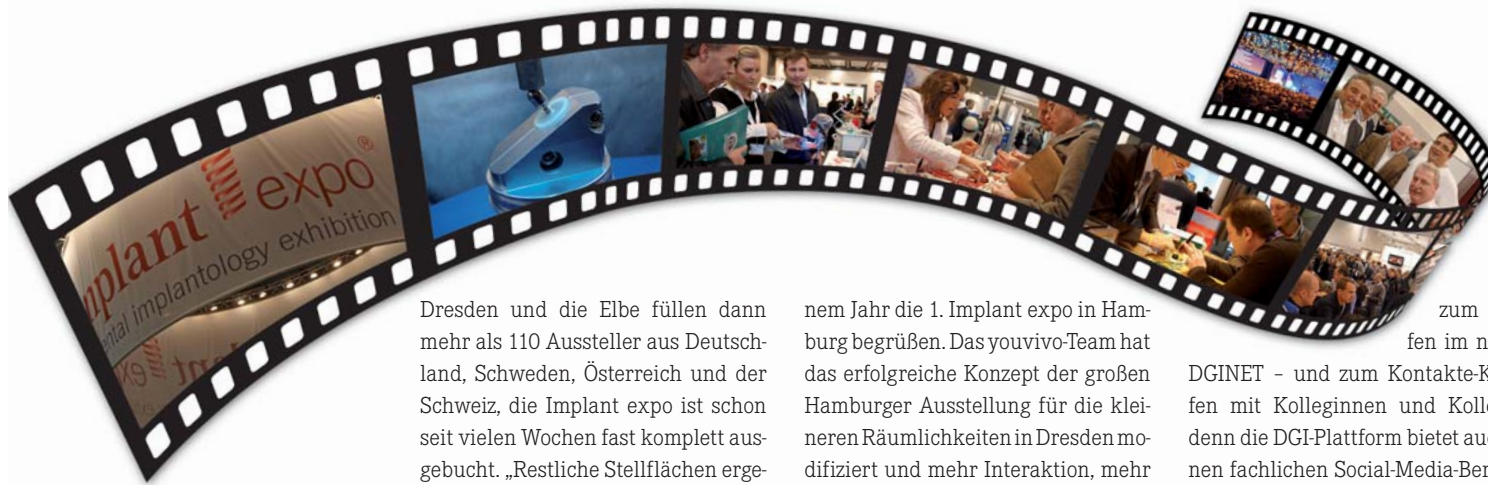 expo®
implantology exhibition
Dresden und die Elbe füllen dann
mehr als 110 Aussteller aus Deutsch-
land, Schweden, Österreich und der
Schweiz, die Implant expo ist schon
seit vielen Wochen fast komplett aus-
gebucht. „Restliche Stellflächen erge-
nem Jahr die 1. Implant expo in Ham-
burg begrüßen. Das youvivo-Team hat
das erfolgreiche Konzept der großen
Hamburger Ausstellung für die klei-
neren Räumlichkeiten in Dresden mo-
difiziert und mehr Interaktion, mehr
zum
fen im n
DGINET – und zum Kontakte-K
fen mit Kolleginnen und Kolle
denn die DGI-Plattform bietet auc
nen fachlichen Social-Media-Ber